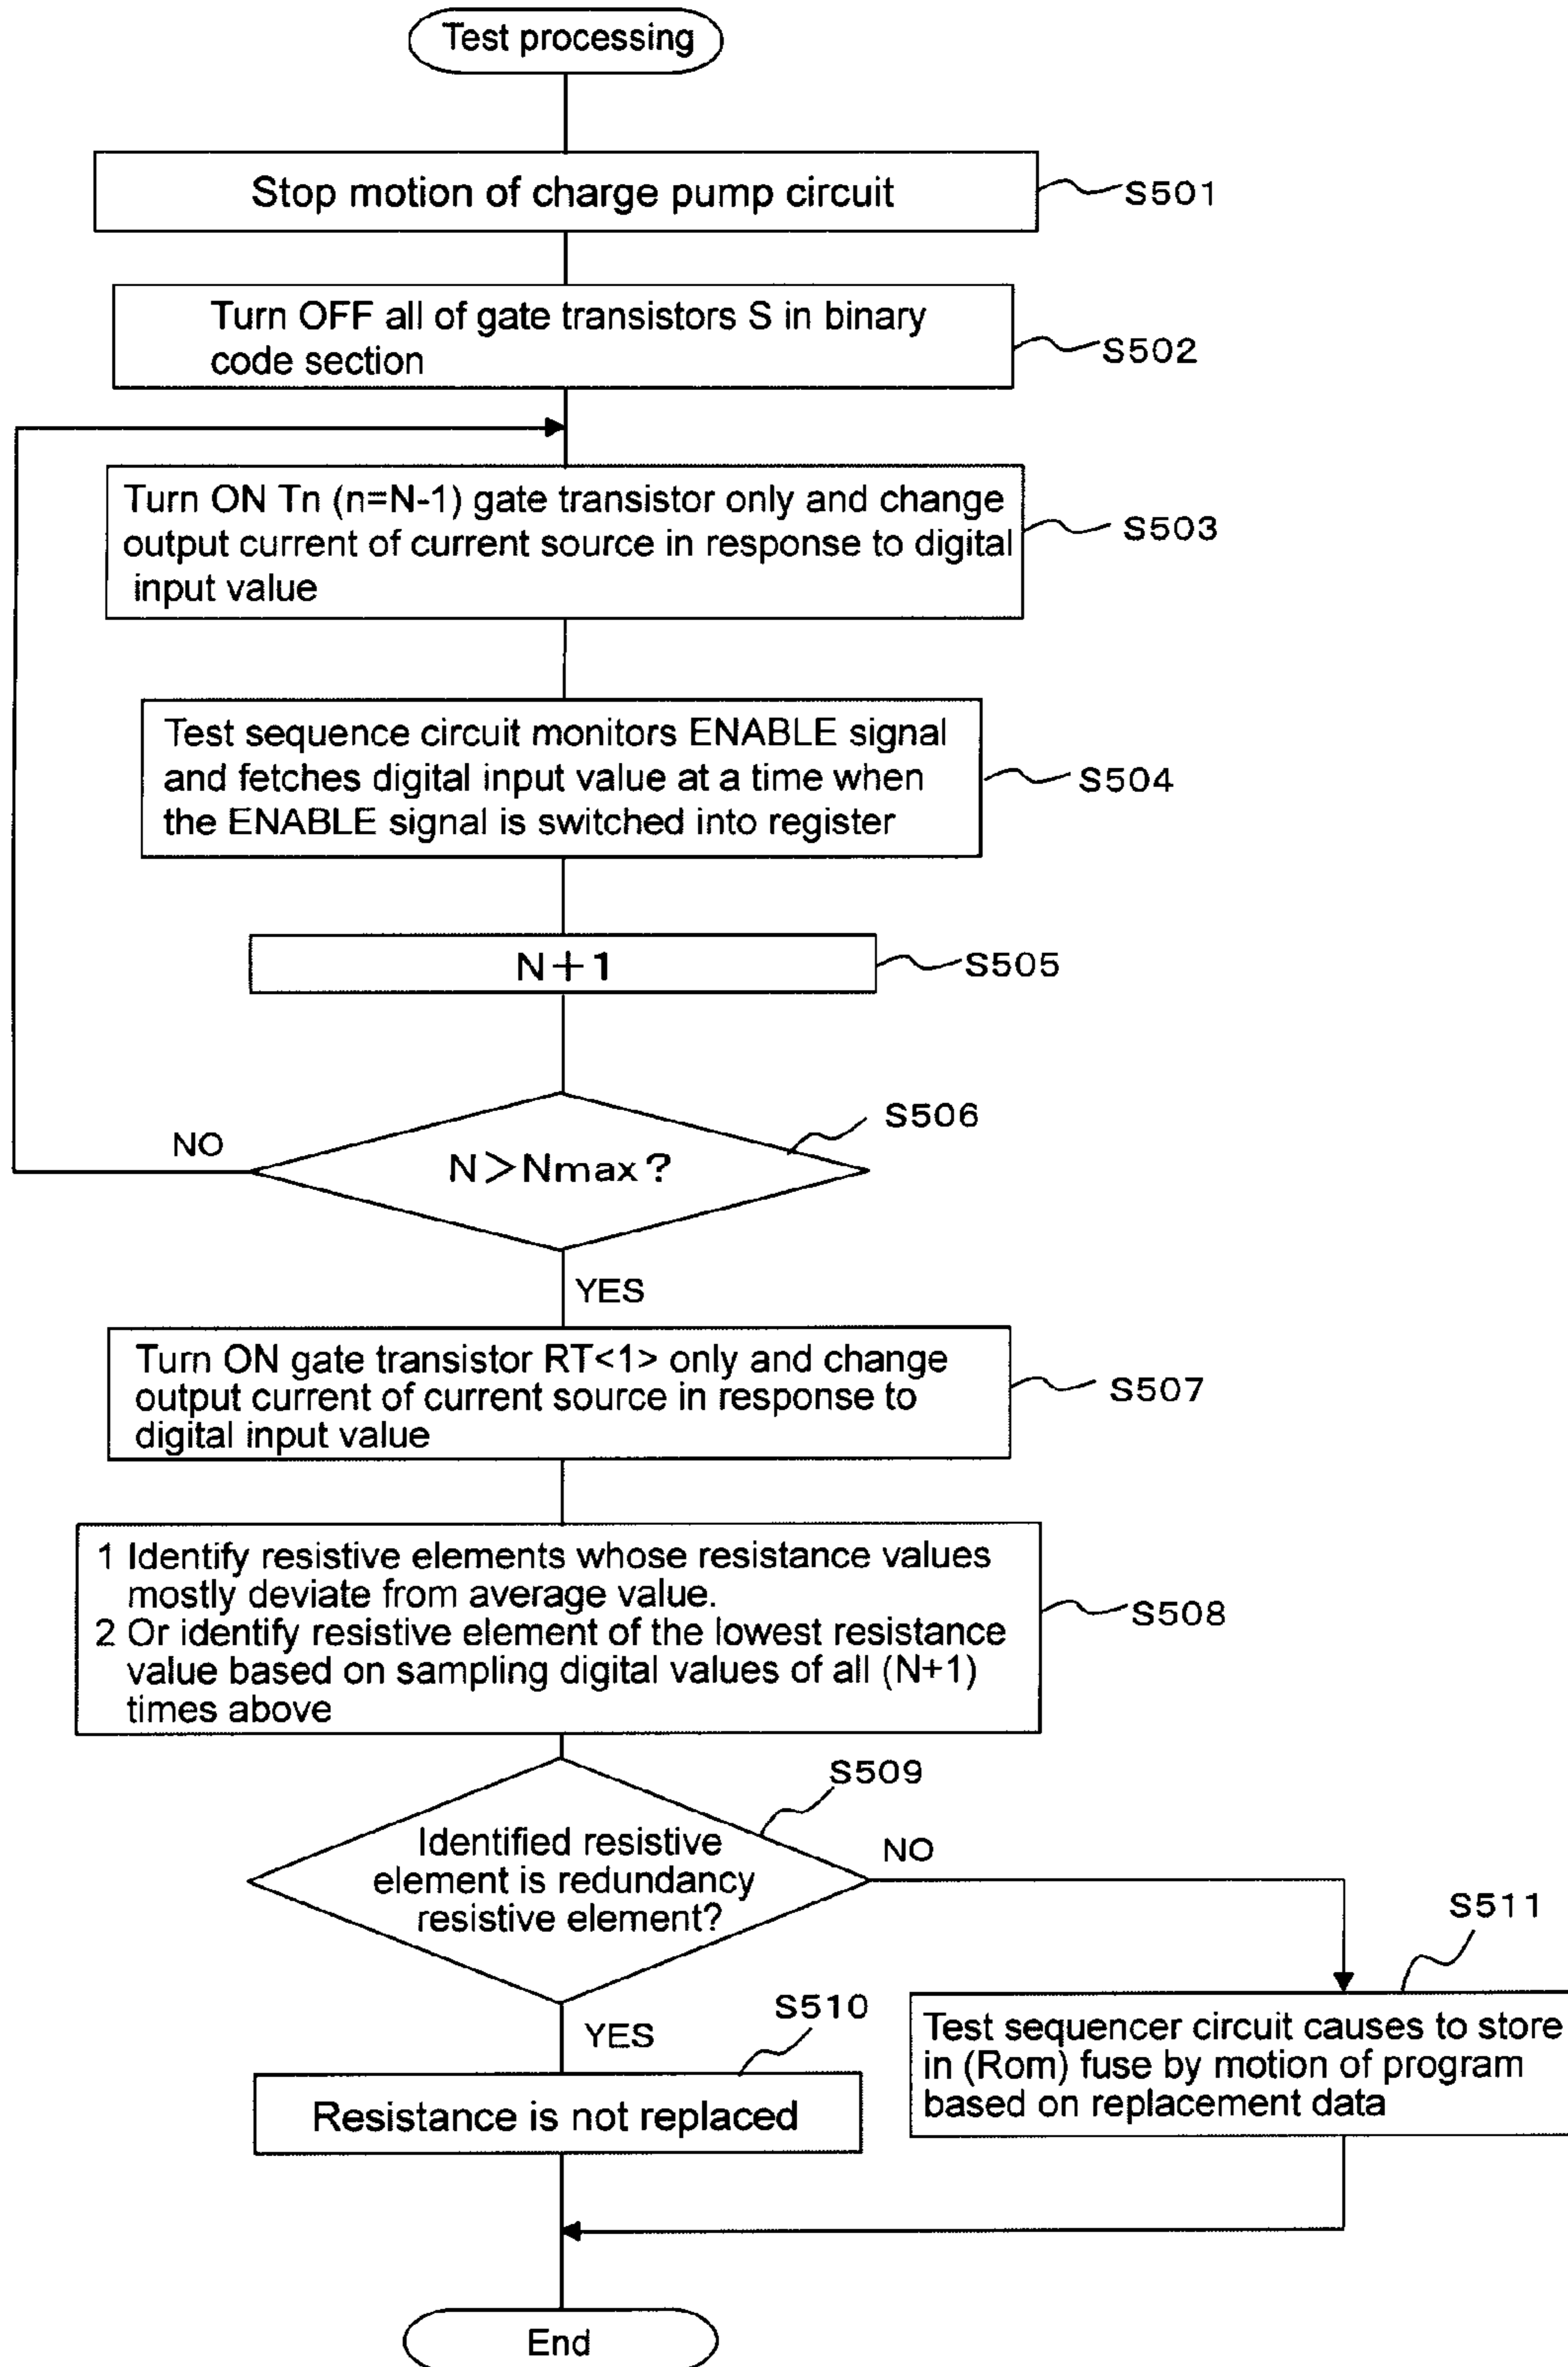 Test processing
Stop motion of charge pump circuit
S501
Turn OFF all of gate transistors S in binary
code section
S502
Turn ON Tn (n=N-1) gate transistor only and change
output current of current source in response to digital
input value
S503
Test sequence circuit monitors ENABLE signal
and fetches digital input value at a time when
the ENABLE signal is switched into register
S504
N+1
S505
S506
NO
N>Nmax?
YES
Turn ON gate transistor RT<1> only and change
output current of current source in response to
digital input value
S507
1 Identify resistive elements whose resistance values
mostly deviate from average value.
2 Or identify resistive element of the lowest resistance
value based on sampling digital values of all (N+1)
times above
S508
S509
Identified resistive
element is redundancy
resistive element?
NO
S511
YES
S510
Resistance is not replaced
Test sequencer circuit causes to store
in (Rom) fuse by motion of program
based on replacement data
End